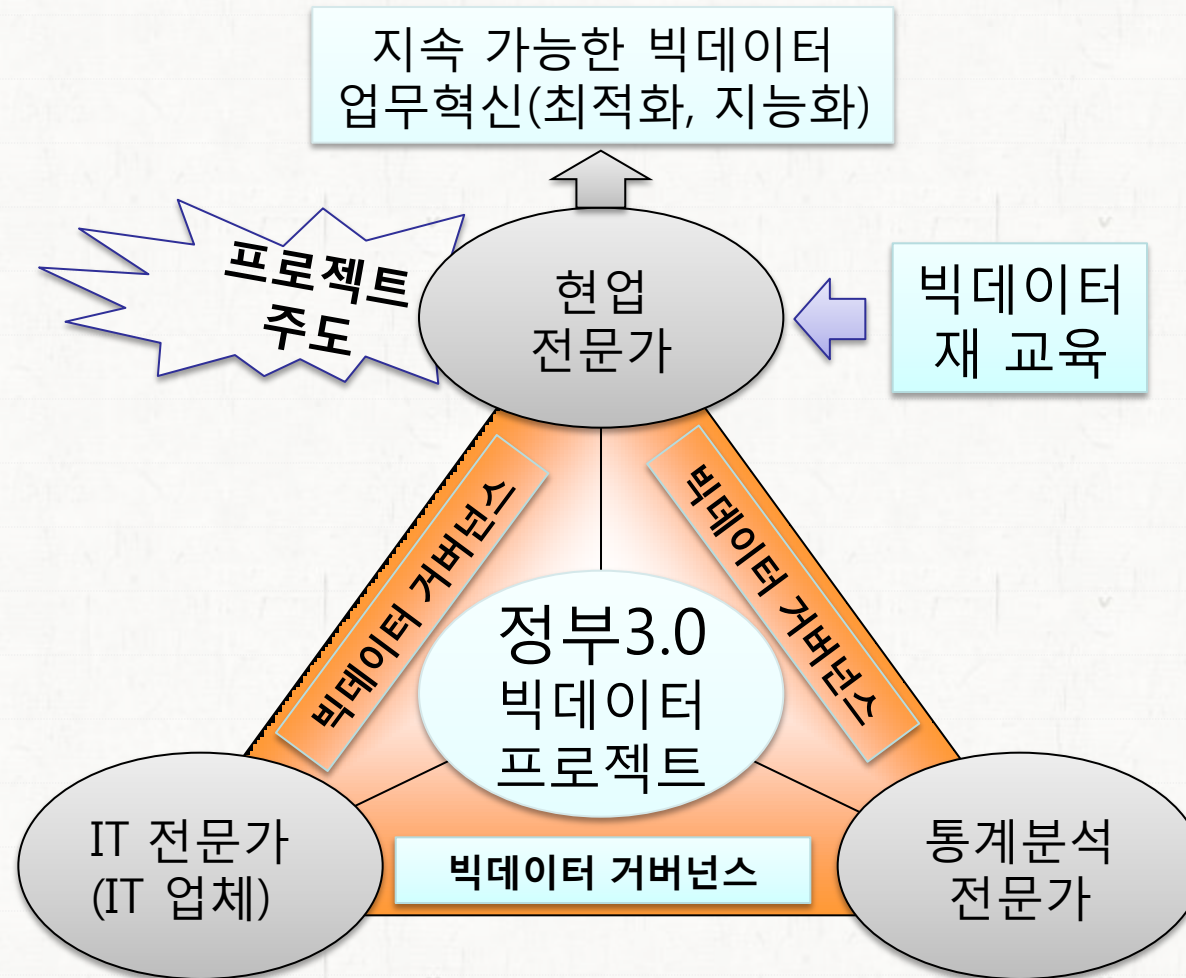 지속 가능한 빅데이터
업무혁신(최적화, 지능화)
프로젝트
주도
현업
전문가
빅데이터
재 교육
빅데이터 거버넌스
빅데이터 거버넌스
정부3.0
빅데이터
프로젝트
IT 전문가
(IT 업체)
빅데이터 거버넌스
통계분석
전문가